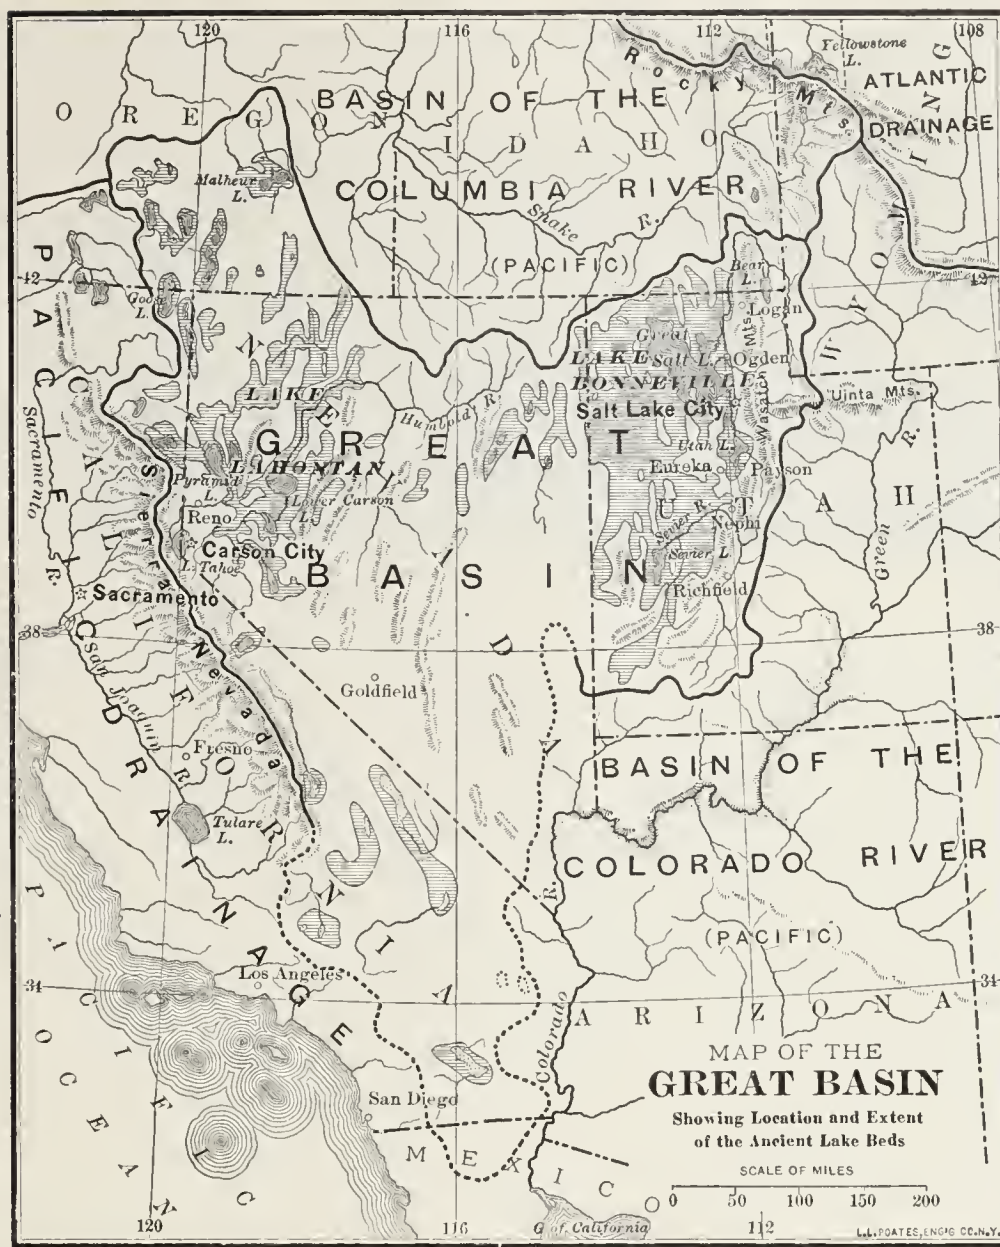 120
116
112
108
Yellowstone
L.
ATLANTIC
DRAINAGE
Rocky Mts.
OREGON
BASIN OF THE
IDAHO
COLUMBIA RIVER
Snake R.
(PACIFIC)
WYOMING
Malheur
L.
42
42
Goose
L.
Bear
L.
Logan
Great
Salt L.
Ogden
LAKE
BONNEVILLE
Wasatch Mts.
Salt Lake City
Uinta Mts.
NEVADA
LAKE
LAHONTAN
Humboldt R.
GREAT
BASIN
Utah L.
Eureka
Payson
UTAH
Pyramid
L.
Lower Carson
L.
Reno
Sevier R.
Nephi
Green R.
Carson City
L. Tahoe
Sevier L.
Richfield
Sacramento R.
Sacramento
Sierra Nevada
38
38
CALIFORNIA
PACIFIC DRAINAGE
San Joaquin R.
Goldfield
Fresno
Tulare
L.
BASIN OF THE
COLORADO RIVER
(PACIFIC)
34
34
Los Angeles
Colorado R.
ARIZONA
San Diego
MEXICO
PACIFIC
OCEAN
G of California
MAP OF THE
GREAT BASIN
Showing Location and Extent
of the Ancient Lake Beds
SCALE OF MILES
0 50 100 150 200
120
116
112
L.L.POATES,ENG'G CO.N.Y.